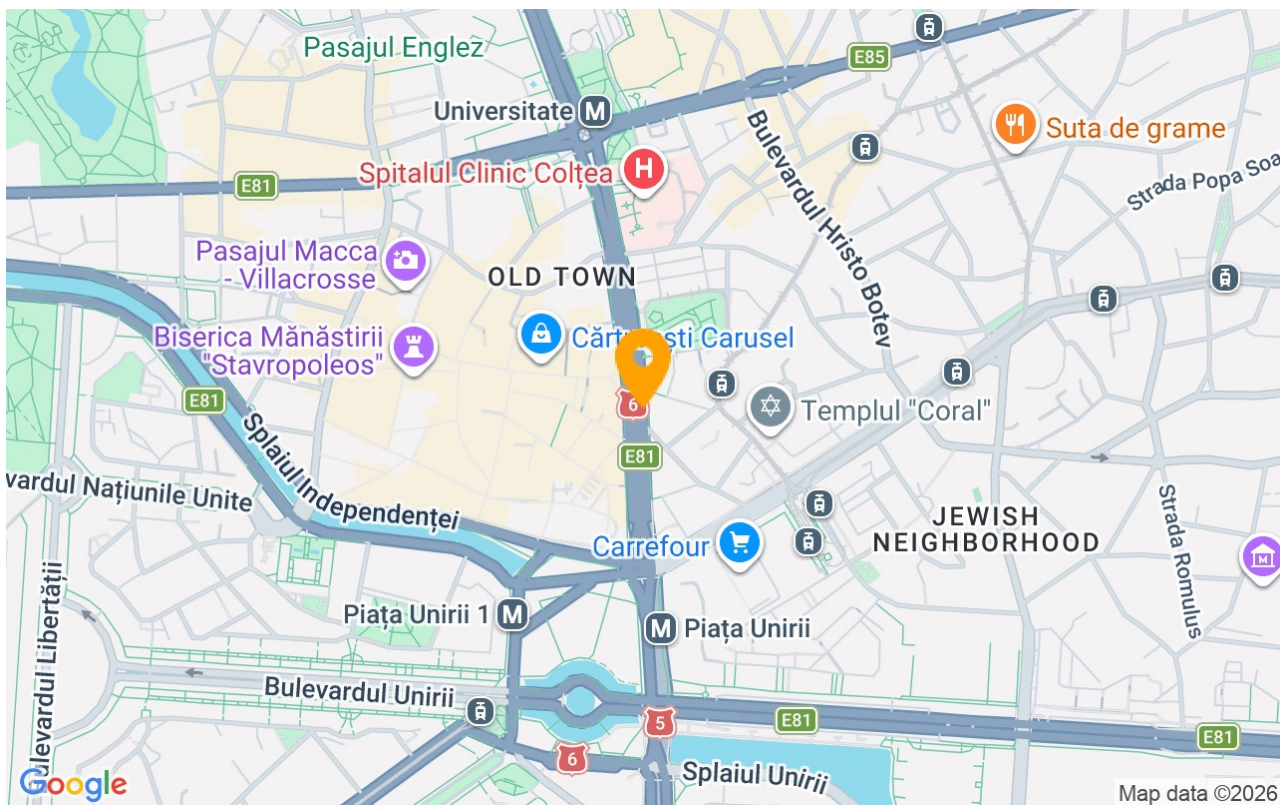 Pasajul Englez
E85
Universitate M
Suta de grame
Spitalul Clinic Colțea H
Bulevardul Hristo Botev
Strada Popa Soa
E81
Pasajul Macca
- Villacrosse
OLD TOWN
Biserica Mănăstirii
"Stavropoleos"
ești Carusel
E81
6
Templul "Coral"
Splaiul Independenței
E81
vardul Națiunile Unite
Carrefour
JEWISH
NEIGHBORHOOD
Strada Romulus
M
Bulevardul Libertății
Piața Unirii 1 M
M Piața Unirii
Bulevardul Unirii
5
E81
E81
6
Splaiul Unirii
Google
Map data ©2026